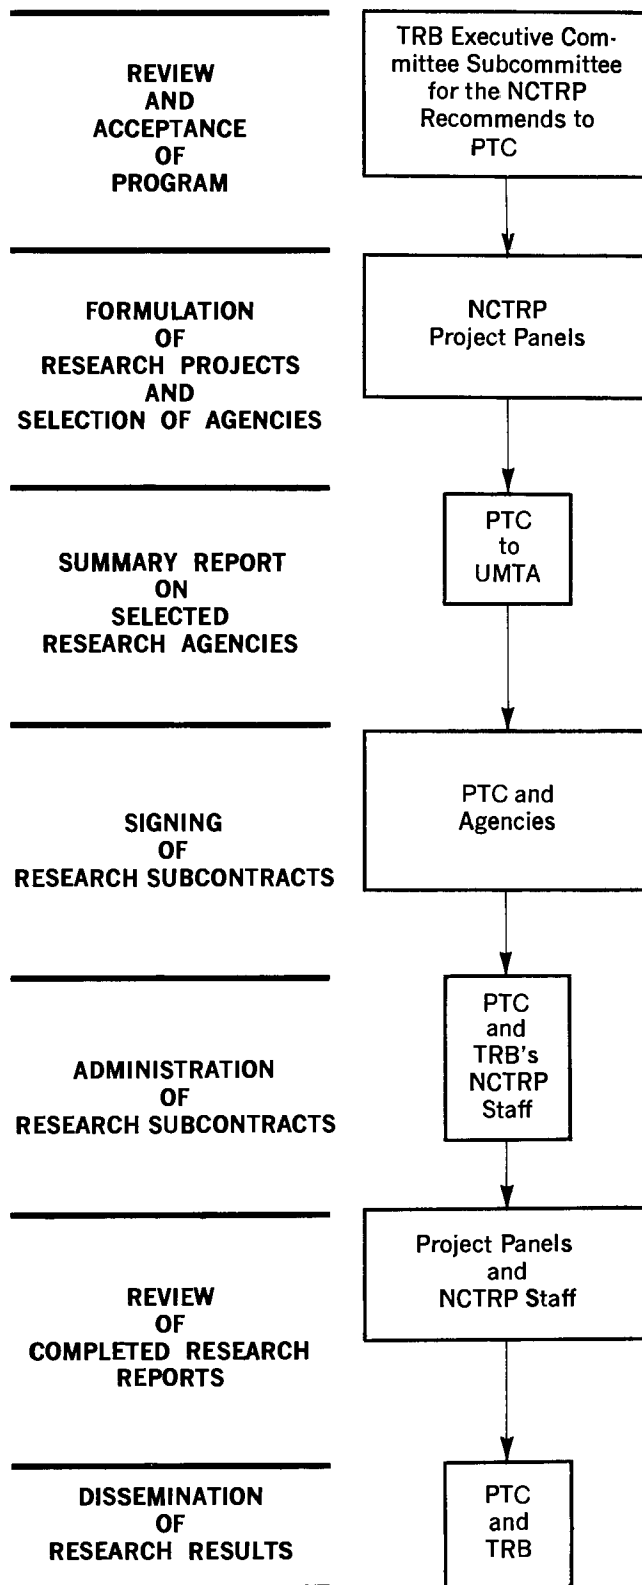 REVIEW
AND
ACCEPTANCE
OF
PROGRAM
TRB Executive Com-
mittee Subcommittee
for the NCTRP
Recommends to
PTC
FORMULATION
OF
RESEARCH PROJECTS
AND
SELECTION OF AGENCIES
NCTRP
Project Panels
SUMMARY REPORT
ON
SELECTED
RESEARCH AGENCIES
PTC
to
UMTA
SIGNING
OF
RESEARCH SUBCONTRACTS
PTC and
Agencies
ADMINISTRATION
OF
RESEARCH SUBCONTRACTS
PTC
and
TRB's
NCTRP
Staff
REVIEW
OF
COMPLETED RESEARCH
REPORTS
Project Panels
and
NCTRP Staff
DISSEMINATION
OF
RESEARCH RESULTS
PTC
and
TRB